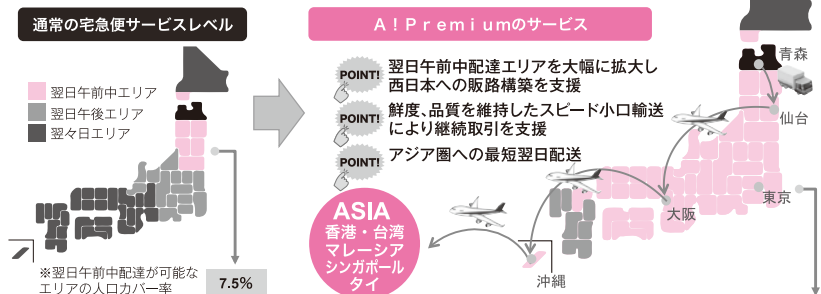 通常の宅急便サービスレベル
翌日午前中エリア
翌日午後エリア
翌々日エリア
※翌日午前中配達が可能な
エリアの人口カバー率
7.5%
A！Ｐｒｅｍｉｕｍのサービス
POINT!
翌日午前中配達エリアを大幅に拡大し
西日本への販路構築を支援
POINT!
鮮度、品質を維持したスピード小口輸送
により継続取引を支援
POINT!
アジア圏への最短翌日配送
ASIA
香港・台湾
マレーシア
シンガポール
タイ
青森
仙台
東京
大阪
沖縄